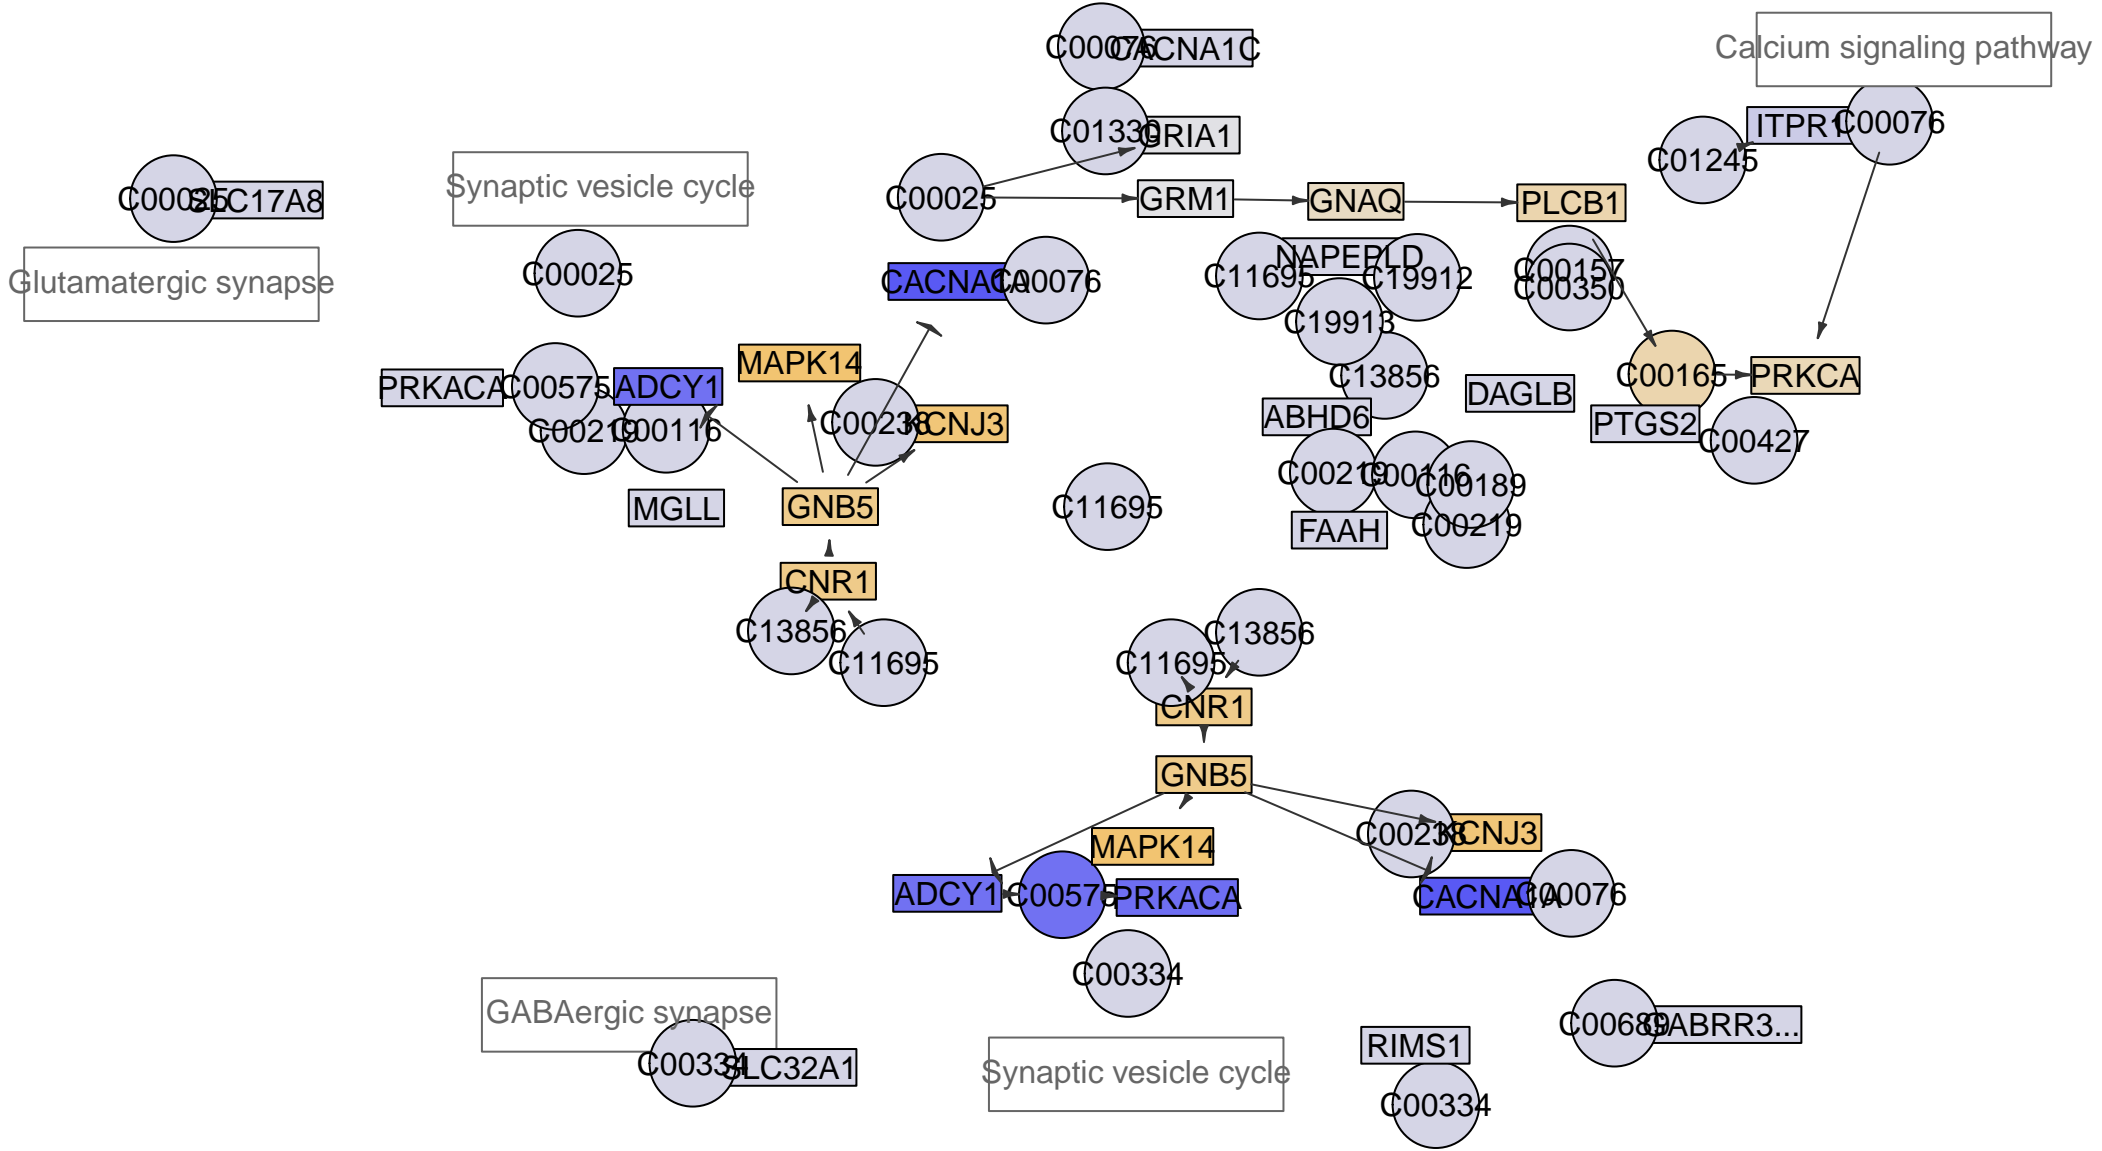 C00076
CACNA1C
Calcium signaling pathway
C01330
GRIA1
ITPR1
C00076
C01245
Synaptic vesicle cycle
C00025
SLC17A8
C00025
GRM1
GNAQ
PLCB1
Glutamatergic synapse
C00025
CACNA1A
C00076
C11695
NAPEPLD
C19912
C00157
C00350
C19913
MAPK14
PRKACA
C00575
ADCY1
C13856
C00165
PRKCA
DAGLB
ABHD6
C00219
C00116
C00238
KCNJ3
PTGS2
C00427
C00219
C00116
C00189
MGLL
GNB5
C11695
FAAH
C00219
CNR1
C13856
C11695
C11695
C13856
CNR1
GNB5
C00238
KCNJ3
MAPK14
ADCY1
C00575
PRKACA
CACNA1A
C00076
C00334
GABAergic synapse
C00689
GABRR3...
C00334
SLC32A1
Synaptic vesicle cycle
RIMS1
C00334